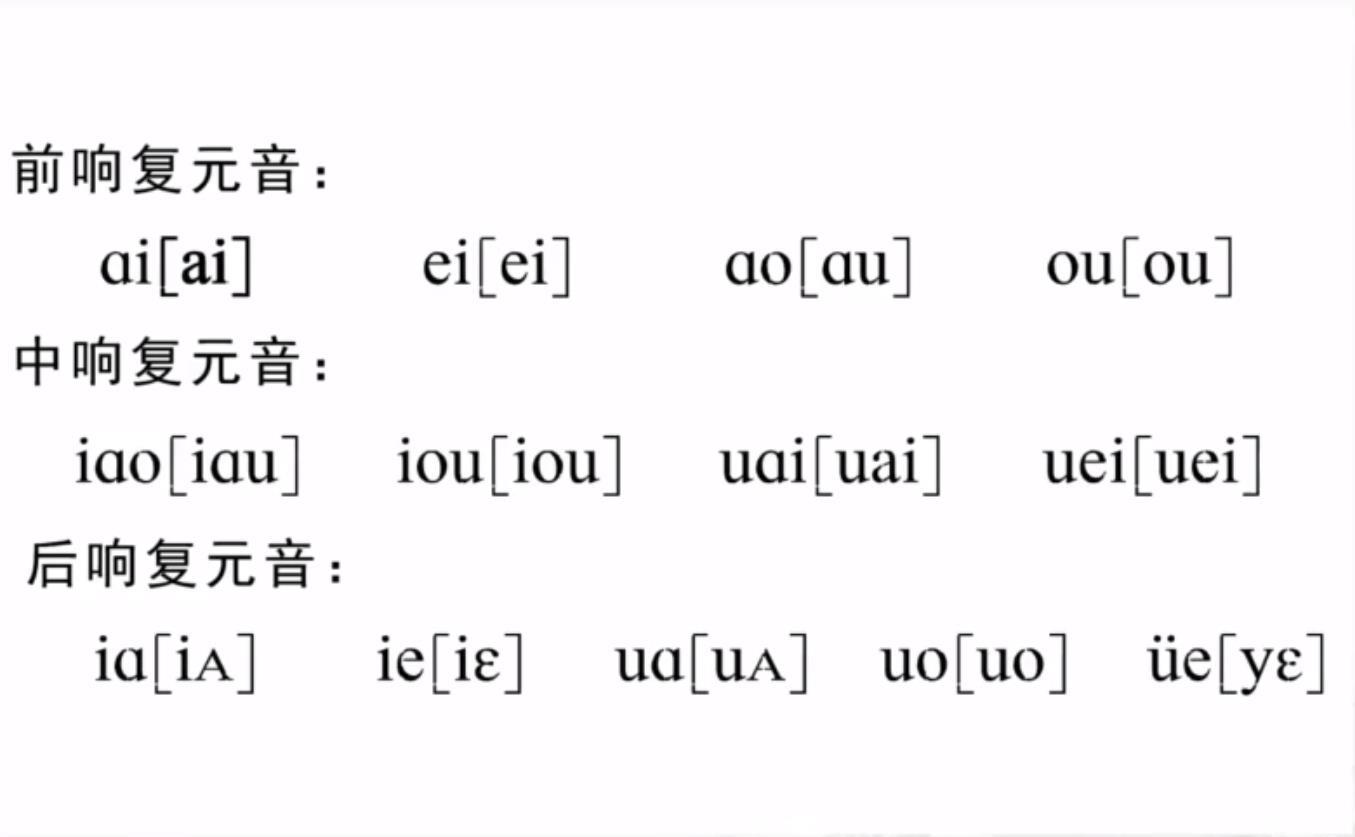 前响复元音：
ɑi[ai] ei[ei] ɑo[ɑu] ou[ou]
中响复元音：
iɑo[iɑu] iou[iou] uɑi[uai] uei[uei]
后响复元音：
iɑ[iᴀ] ie[iɛ] uɑ[uᴀ] uo[uo] üe[yɛ]